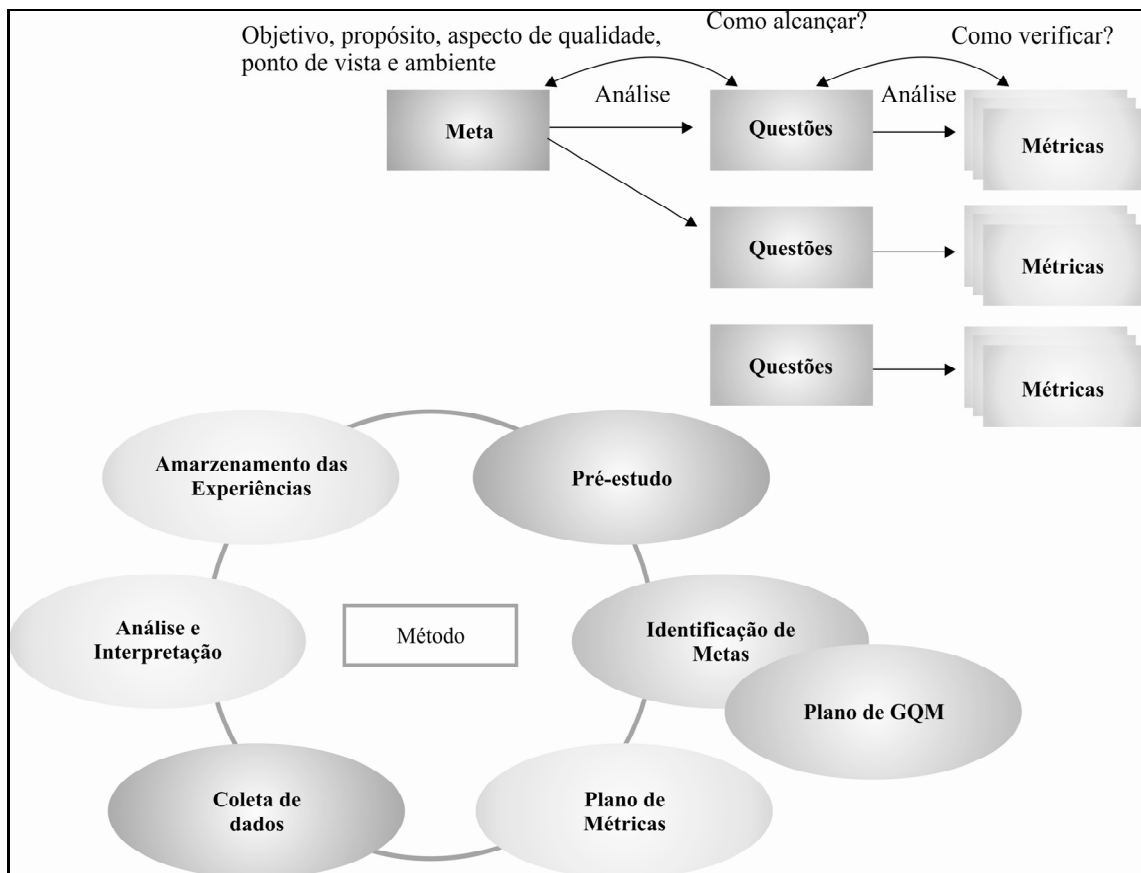 Como alcançar?
Objetivo, propósito, aspecto de qualidade,
ponto de vista e ambiente
Como verificar?
Análise
Análise
Meta
Questões
Métricas
Questões
Métricas
Questões
Métricas
Amarzenamento das
Experiências
Pré-estudo
Análise e
Interpretação
Método
Identificação de
Metas
Plano de GQM
Coleta de
dados
Plano de
Métricas